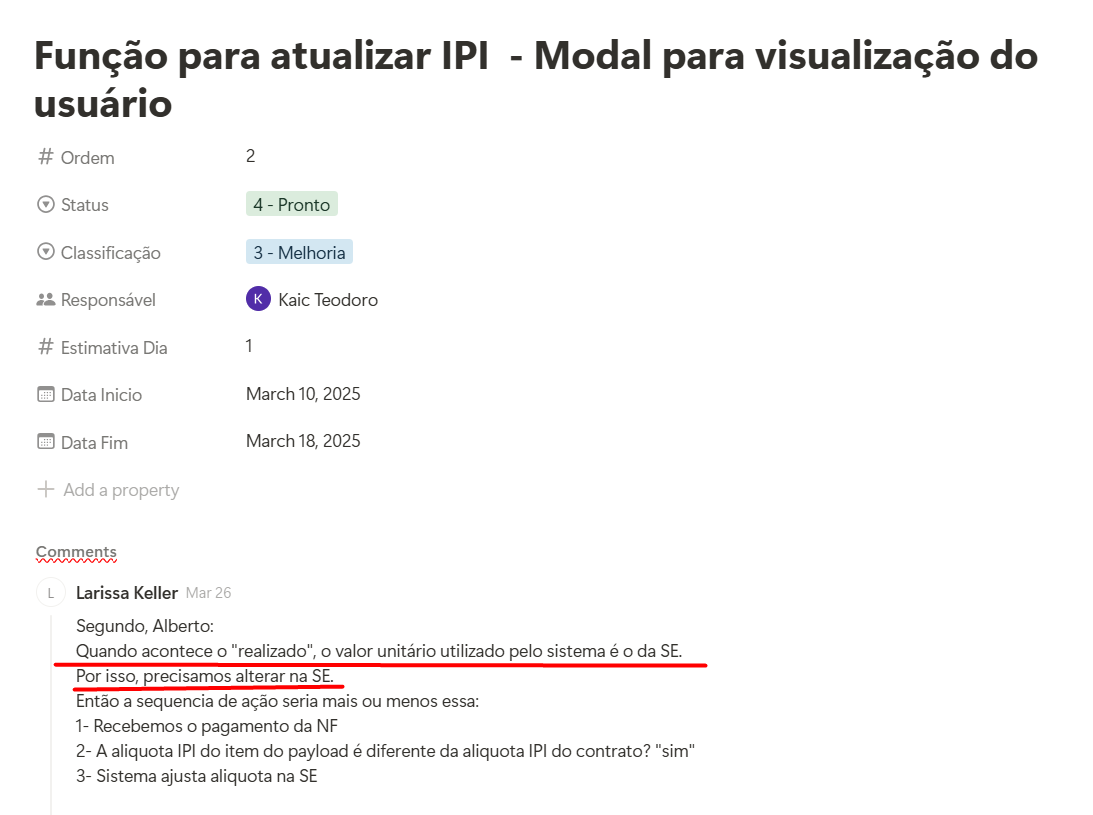 Função para atualizar IPI - Modal para visualização do
usuário
Ordem 2
Status 4 - Pronto
Classificação 3 - Melhoria
Responsável K Kaic Teodoro
Estimativa Dia 1
Data Inicio March 10, 2025
Data Fim March 18, 2025
Add a property
Comments
L Larissa Keller Mar 26
Segundo, Alberto:
Quando acontece o "realizado", o valor unitário utilizado pelo sistema é o da SE.
Por isso, precisamos alterar na SE.
Então a sequencia de ação seria mais ou menos essa:
1- Recebemos o pagamento da NF
2- A aliquota IPI do item do payload é diferente da aliquota IPI do contrato? "sim"
3- Sistema ajusta aliquota na SE